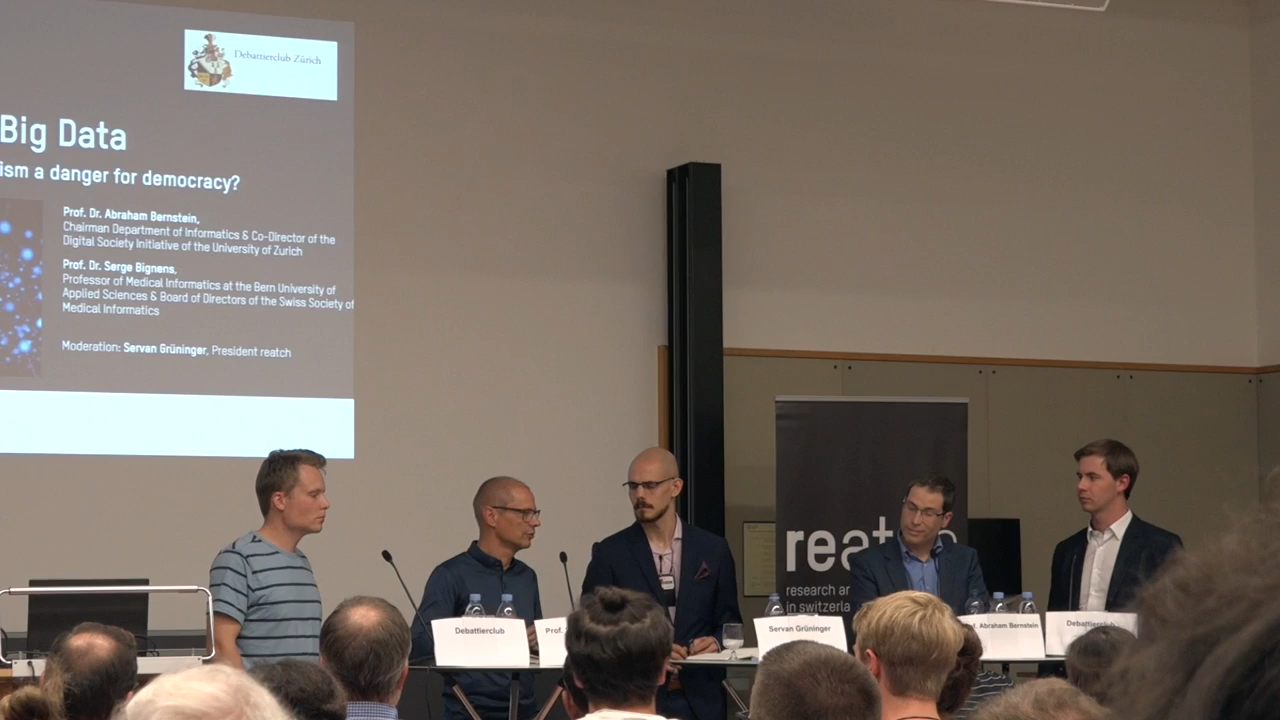 Debattierclub Zürich
Big Data
ism a danger for democracy?
Prof. Dr. Abraham Bernstein,
Chairman Department of Informatics & Co-Director of the
Digital Society Initiative of the University of Zurich
Prof. Dr. Serge Bignens,
Professor of Medical Informatics at the Bern University of
Applied Sciences & Board of Directors of the Swiss Society of
Medical Informatics
Moderation: Servan Grüninger, President reatch
reat
research an
in switzerla
Debattierclub
Prof.
Servan Grüninger
Prof. Abraham Bernstein
Debattierclub